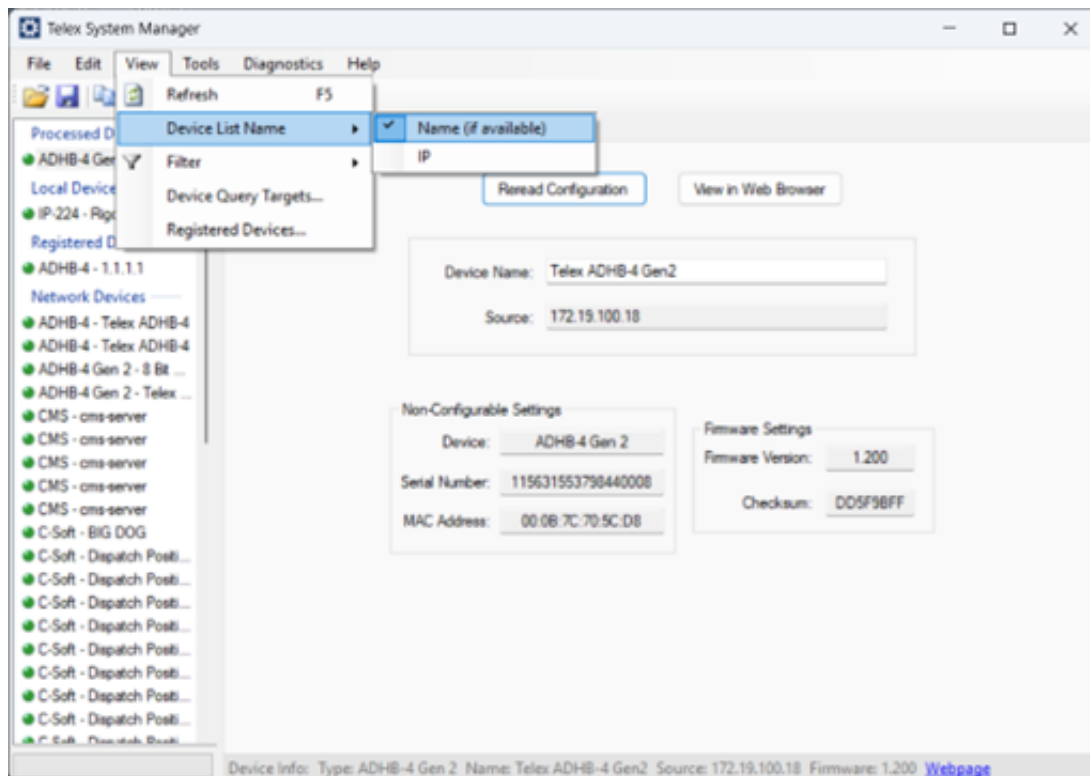 Telex System Manager
File Edit View Tools Diagnostics Help
Refresh F5
Device List Name
Name (if available)
IP
Filter
Device Query Targets...
Registered Devices...
Processed D
ADHB-4 Gen
Local Device
IP-224 - Rigo
Registered D
ADHB-4 - 1.1.1.1
Network Devices
ADHB-4 - Telex ADHB-4
ADHB-4 - Telex ADHB-4
ADHB-4 Gen 2 - 8 Bit ...
ADHB-4 Gen 2 - Telex ...
CMS - cms-server
CMS - cms-server
CMS - cms-server
CMS - cms-server
CMS - cms-server
C-Soft - BIG DOG
C-Soft - Dispatch Positi...
C-Soft - Dispatch Positi...
C-Soft - Dispatch Positi...
C-Soft - Dispatch Positi...
C-Soft - Dispatch Positi...
C-Soft - Dispatch Positi...
C-Soft - Dispatch Positi...
C-Soft - Dispatch Positi...
Reread Configuration View in Web Browser
Device Name: Telex ADHB-4 Gen2
Source: 172.19.100.18
Non-Configurable Settings
Device: ADHB-4 Gen 2
Serial Number: 115631553798440008
MAC Address: 00:0B:7C:70:5C:D8
Firmware Settings
Firmware Version: 1.200
Checksum: DD5F9BFF
Device Info: Type: ADHB-4 Gen 2 Name: Telex ADHB-4 Gen2 Source: 172.19.100.18 Firmware: 1.200 Webpage